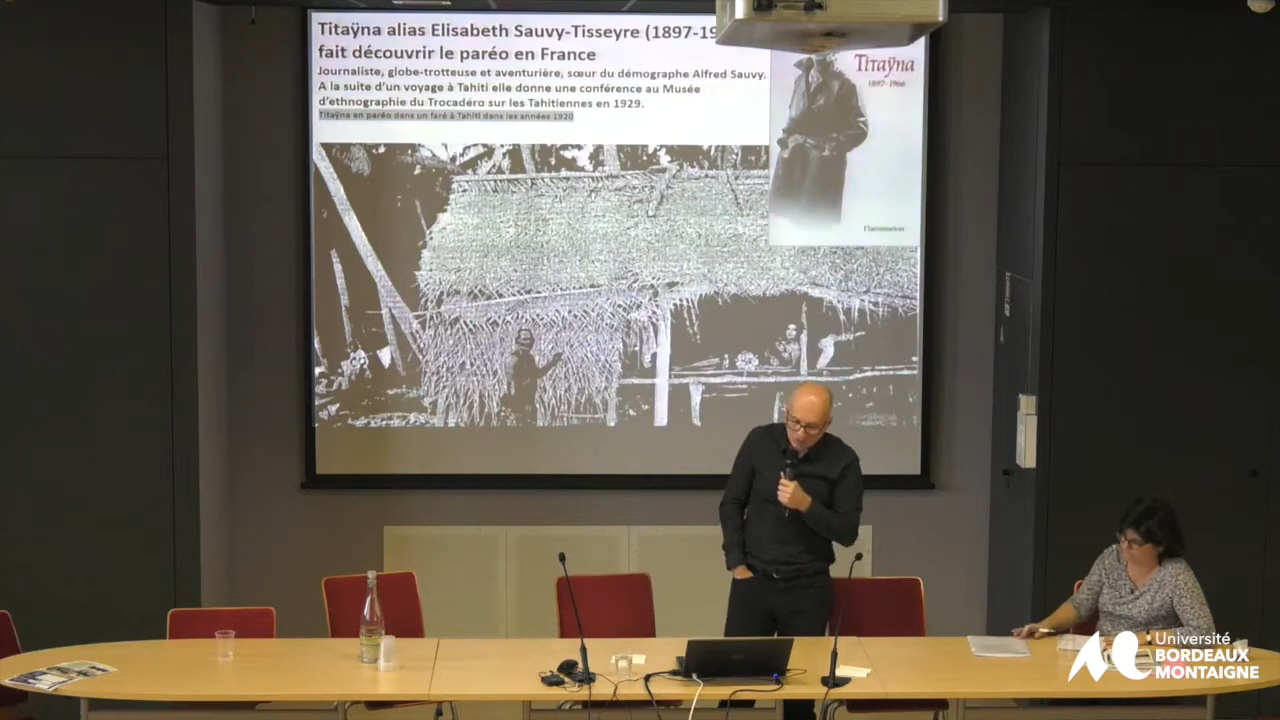 Titaÿna alias Elisabeth Sauvy-Tisseyre (1897-19
fait découvrir le paréo en France
Journaliste, globe-trotteuse et aventurière, sœur du démographe Alfred Sauvy.
A la suite d'un voyage à Tahiti elle donne une conférence au Musée
d'ethnographie du Trocadéro sur les Tahitiennes en 1929.
Titaÿna en paréo dans un faré à Tahiti dans les années 1920
Titaÿna
1897-1966
Flammarion
Université
BORDEAUX
MONTAIGNE